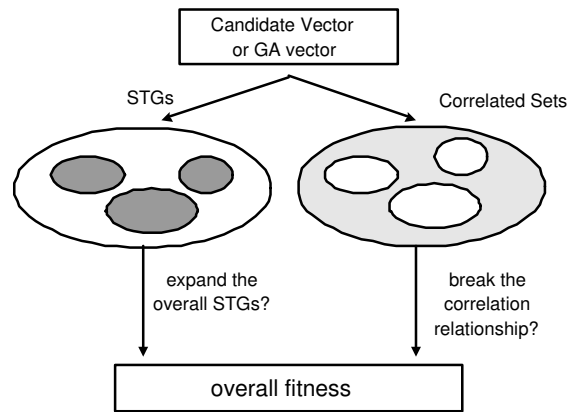 Candidate Vector
or GA vector
STGs
Correlated Sets
expand the
overall STGs?
break the
correlation
relationship?
overall fitness